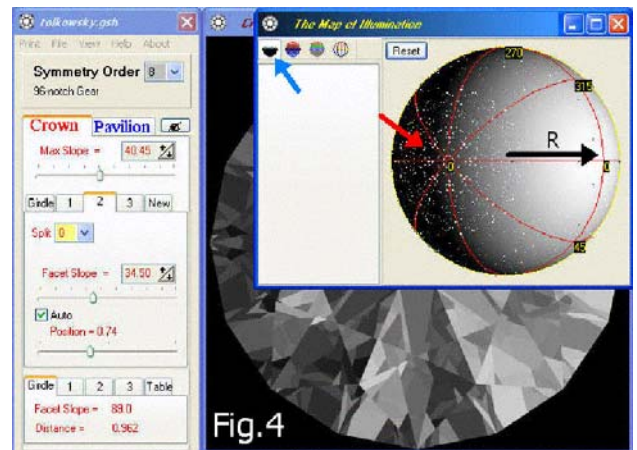 tolkowsky.gsh
Print File View Help About
Symmetry Order 8
96-notch Gear
Crown Pavilion
Max Slope = 40.45
Girdle 1 2 3 New
Split 0
Facet Slope = 34.50
Auto
Position = 0.74
Girdle 1 2 3 Table
Facet Slope = 89.0
Distance = 0.962
The Map of Illumination
Reset
270
315
R
0
0
45
Fig.4